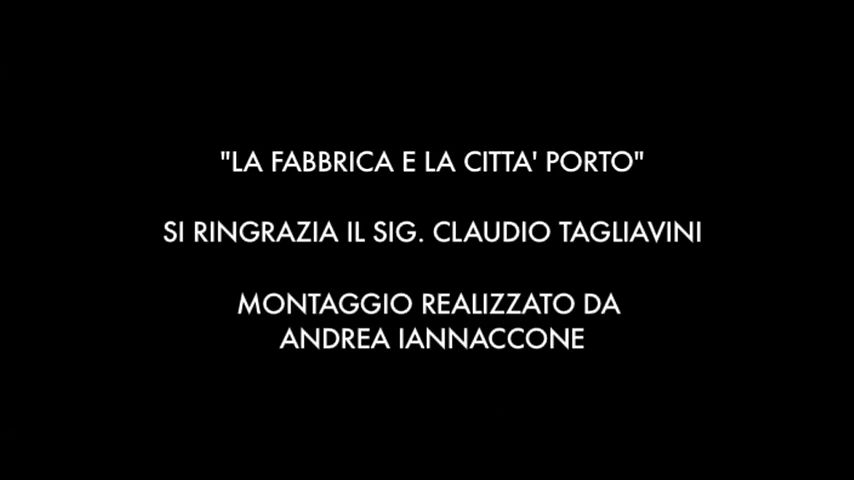 "LA FABBRICA E LA CITTA' PORTO"
SI RINGRAZIA IL SIG. CLAUDIO TAGLIAVINI
MONTAGGIO REALIZZATO DA
ANDREA IANNACCONE